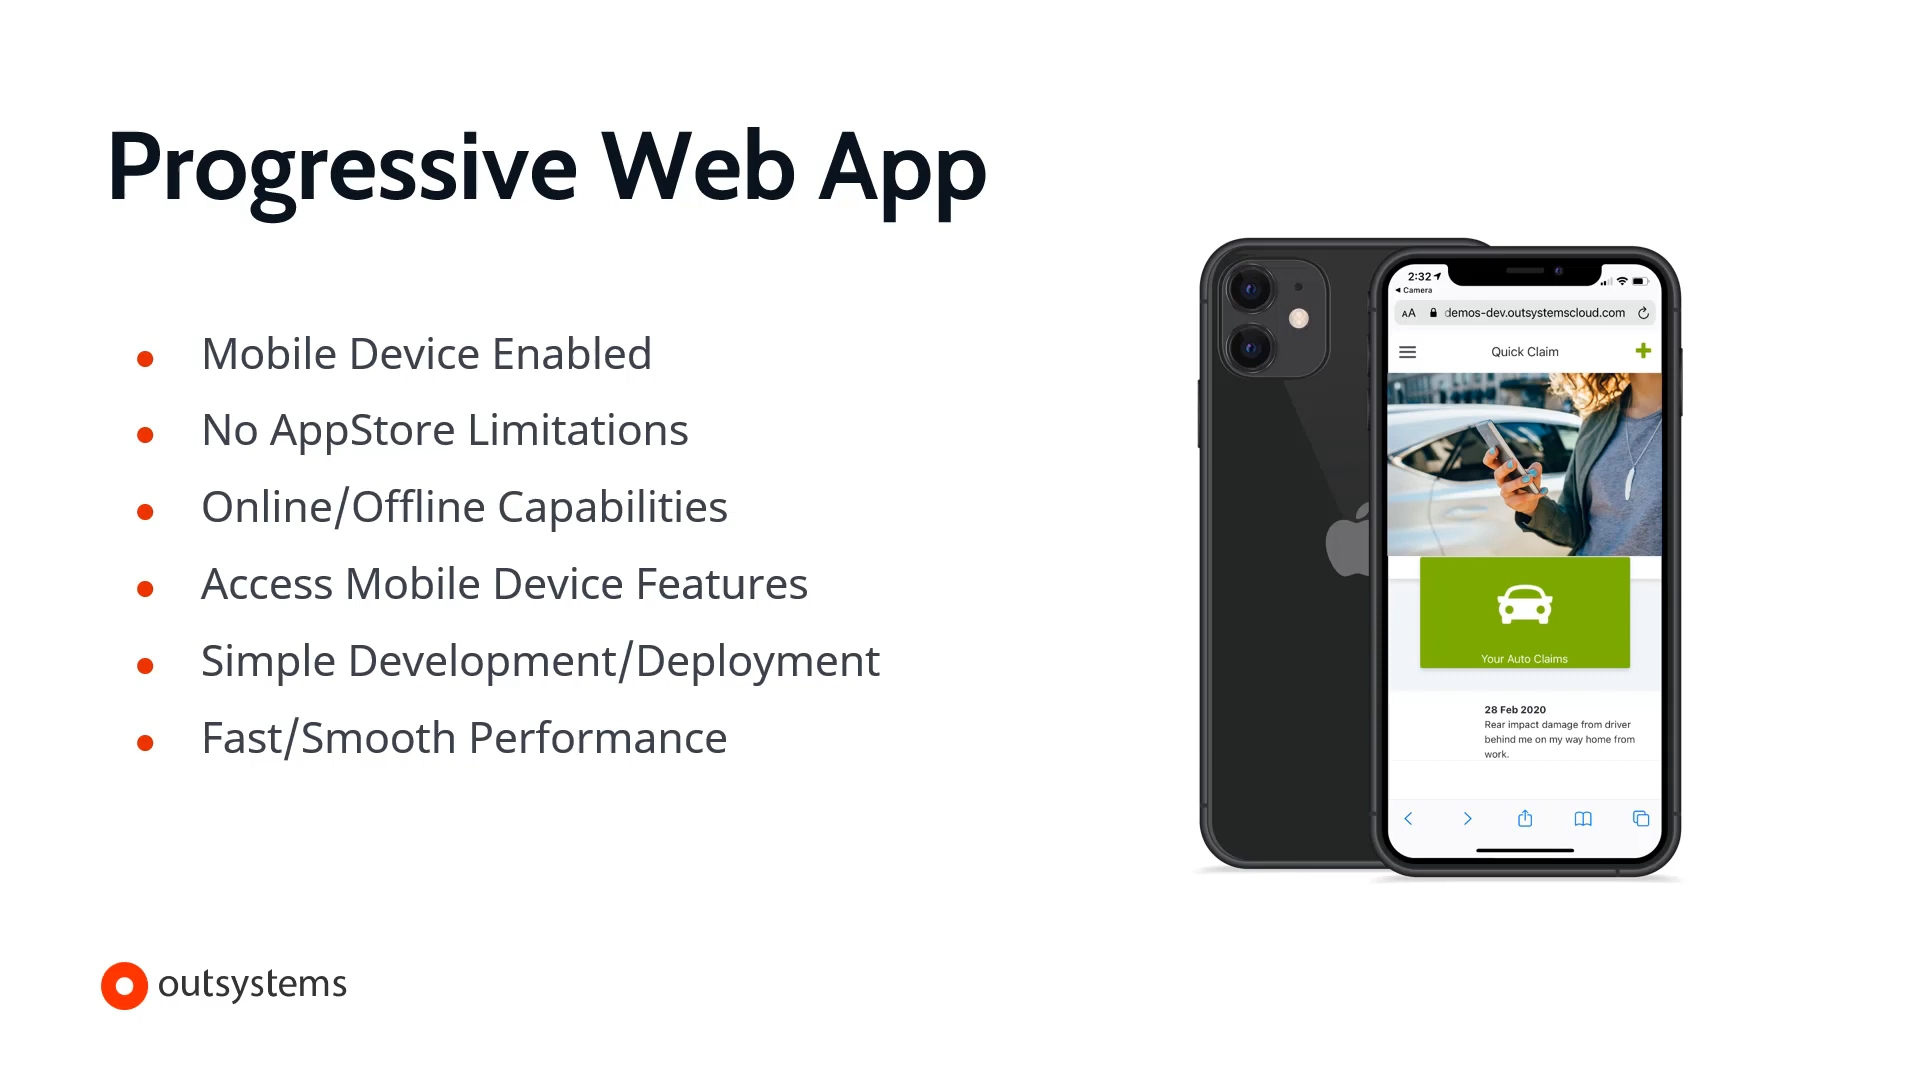 Progressive Web App
Mobile Device Enabled
No AppStore Limitations
Online/Offline Capabilities
Access Mobile Device Features
Simple Development/Deployment
Fast/Smooth Performance
outsystems
2:32
Camera
AA demos-dev.outsystemscloud.com
Quick Claim
Your Auto Claims
28 Feb 2020
Rear impact damage from driver
behind me on my way home from
work.